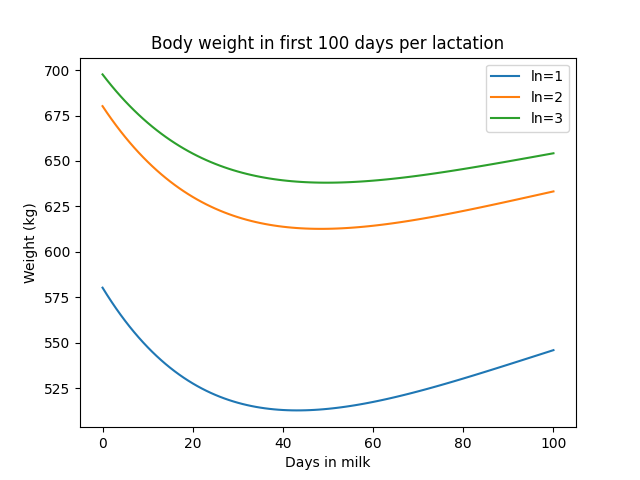 Body weight in first 100 days per lactation
ln=1
ln=2
ln=3
700
675
650
625
600
575
550
525
Weight (kg)
0 20 40 60 80 100
Days in milk